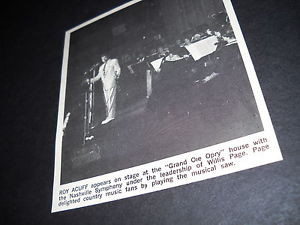 ROY ACUFF appears on stage at the "Grand Ole Opry" house with
the Nashville Symphony under the leadership of Willis Page. Page
delighted country music fans by playing the musical saw.